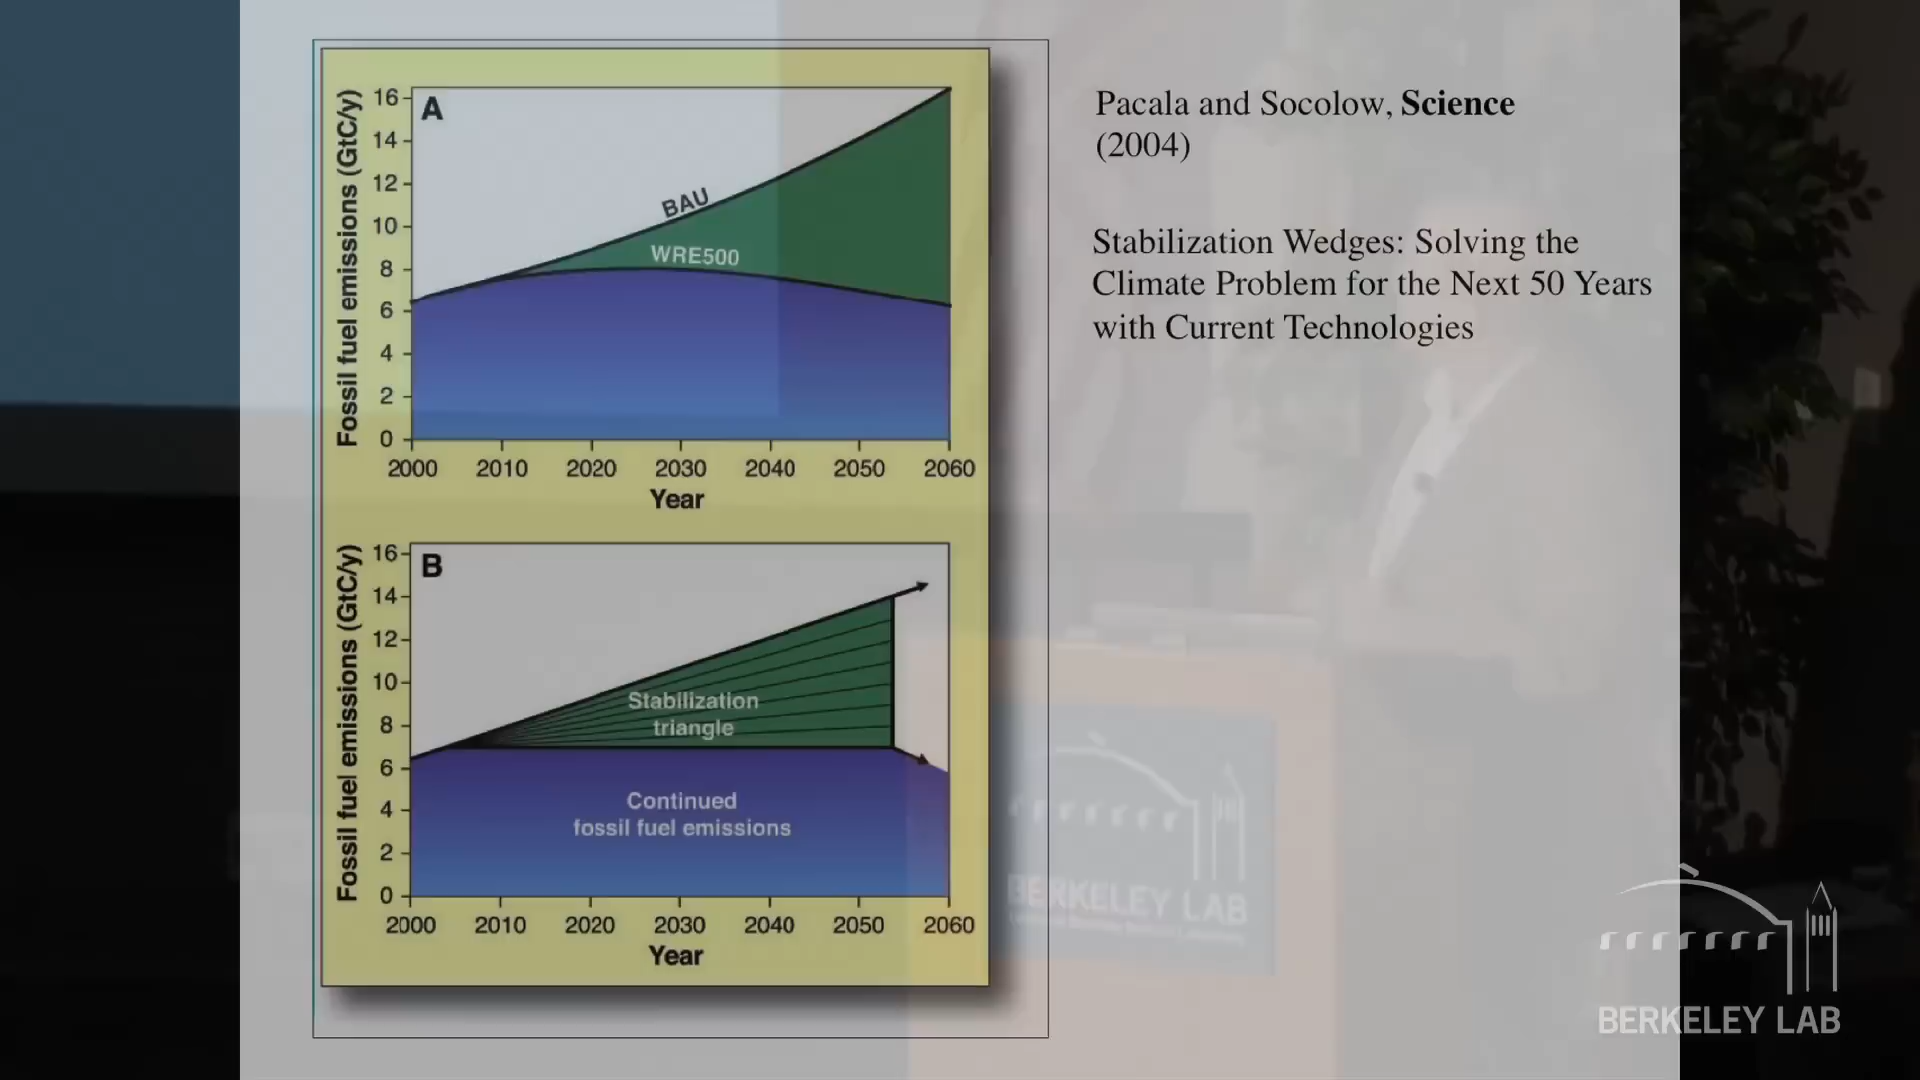 A
Fossil fuel emissions (GtC/y)
16
14
12
10
8
6
4
2
0
BAU
WRE500
2000 2010 2020 2030 2040 2050 2060
Year
B
Fossil fuel emissions (GtC/y)
16
14
12
10
8
6
4
2
0
Stabilization
triangle
Continued
fossil fuel emissions
2000 2010 2020 2030 2040 2050 2060
Year
Pacala and Socolow, Science
(2004)
Stabilization Wedges: Solving the
Climate Problem for the Next 50 Years
with Current Technologies
BERKELEY LAB
BERKELEY LAB